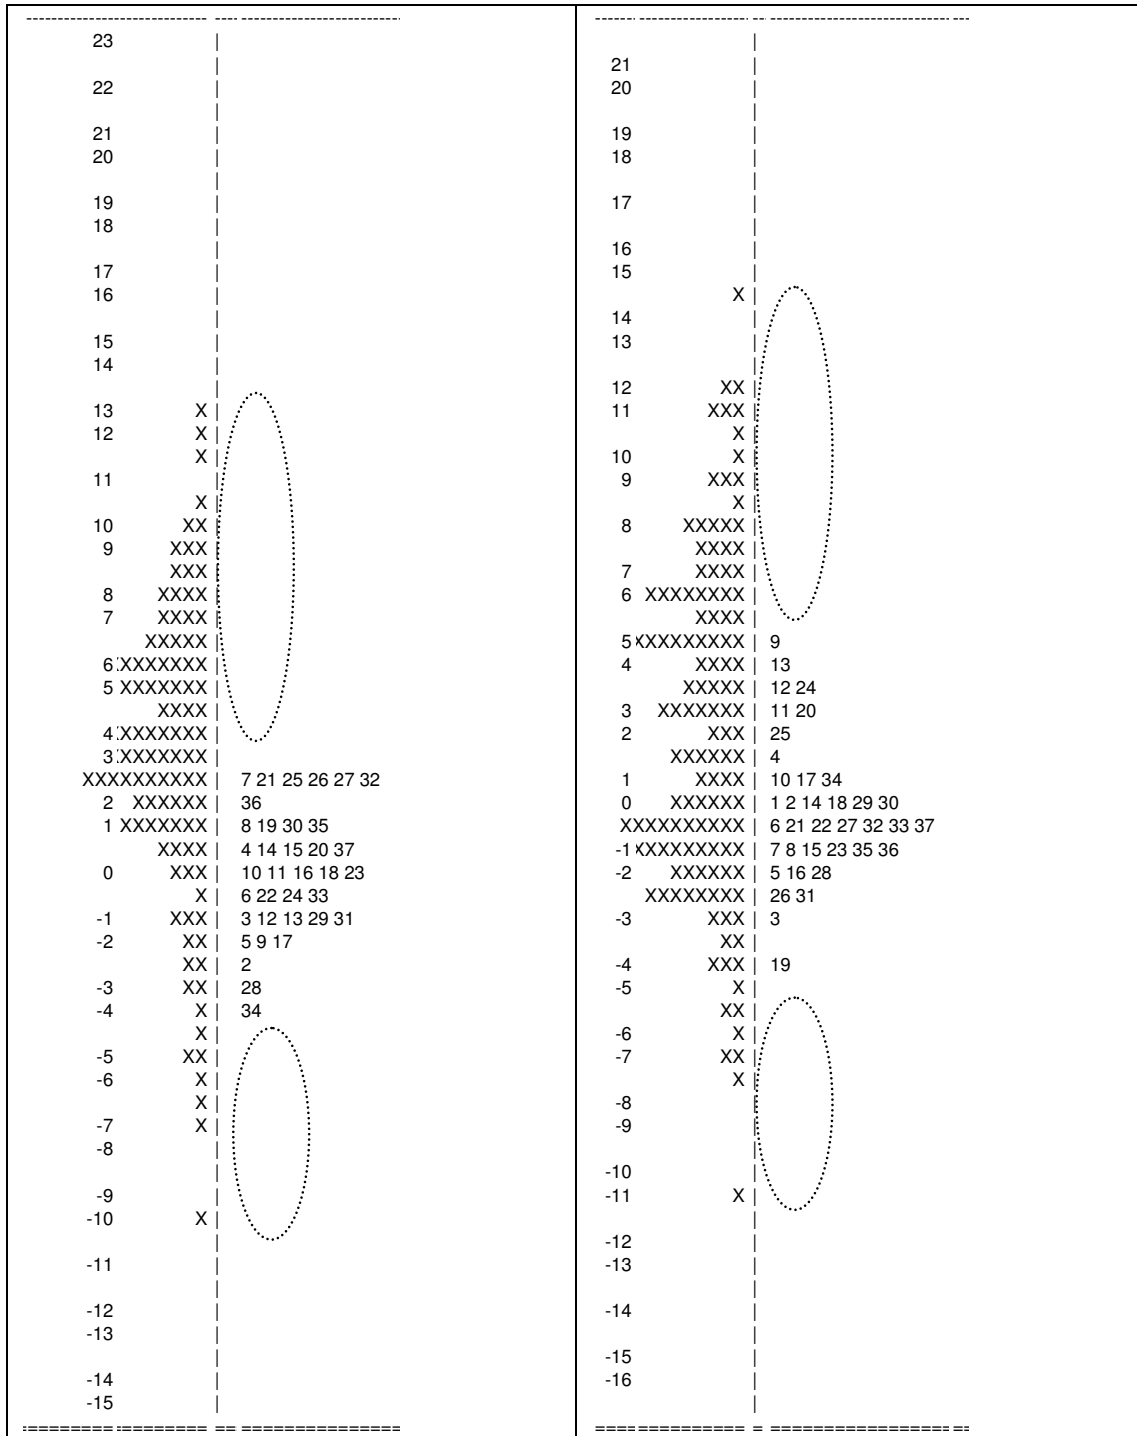 ------------------------- --- ----------------------
23 |
|
22 |
|
21 |
20 |
|
19 |
18 |
|
17 |
16 |
|
15 |
14 |
|
13 X |
12 X |
X |
11 |
X |
10 XX |
9 XXX |
XXX |
8 XXXX |
7 XXXX |
XXXXX |
6 XXXXXXX |
5 XXXXXXX |
XXXX |
4 XXXXXXX |
3 XXXXXXX |
XXXXXXXXXX | 7 21 25 26 27 32
2 XXXXXX | 36
1 XXXXXXX | 8 19 30 35
XXXX | 4 14 15 20 37
0 XXX | 10 11 16 18 23
X | 6 22 24 33
-1 XXX | 3 12 13 29 31
-2 XX | 5 9 17
XX | 2
-3 XX | 28
-4 X | 34
X |
-5 XX |
-6 X |
X |
-7 X |
-8 |
|
-9 |
-10 X |
|
-11 |
|
-12 |
-13 |
|
-14 |
-15 |
======== ======== == ===============
----- -------------- -- ---------------------- --
|
21 |
20 |
|
19 |
18 |
|
17 |
|
16 |
15 |
X |
14 |
13 |
|
12 XX |
11 XXX |
X |
10 X |
9 XXX |
X |
8 XXXXX |
XXXX |
7 XXXX |
6 XXXXXXXX |
XXXX |
5 XXXXXXXXX | 9
4 XXXX | 13
XXXXX | 12 24
3 XXXXXXX | 11 20
2 XXX | 25
XXXXXX | 4
1 XXXX | 10 17 34
0 XXXXXX | 1 2 14 18 29 30
XXXXXXXXXX | 6 21 22 27 32 33 37
-1 XXXXXXXXX | 7 8 15 23 35 36
-2 XXXXXX | 5 16 28
XXXXXXXX | 26 31
-3 XXX | 3
XX |
-4 XXX | 19
-5 X |
XX |
-6 X |
-7 XX |
X |
-8 |
-9 |
|
-10 |
-11 X |
|
-12 |
-13 |
|
-14 |
|
-15 |
-16 |
|
==== ============ = ================== ==